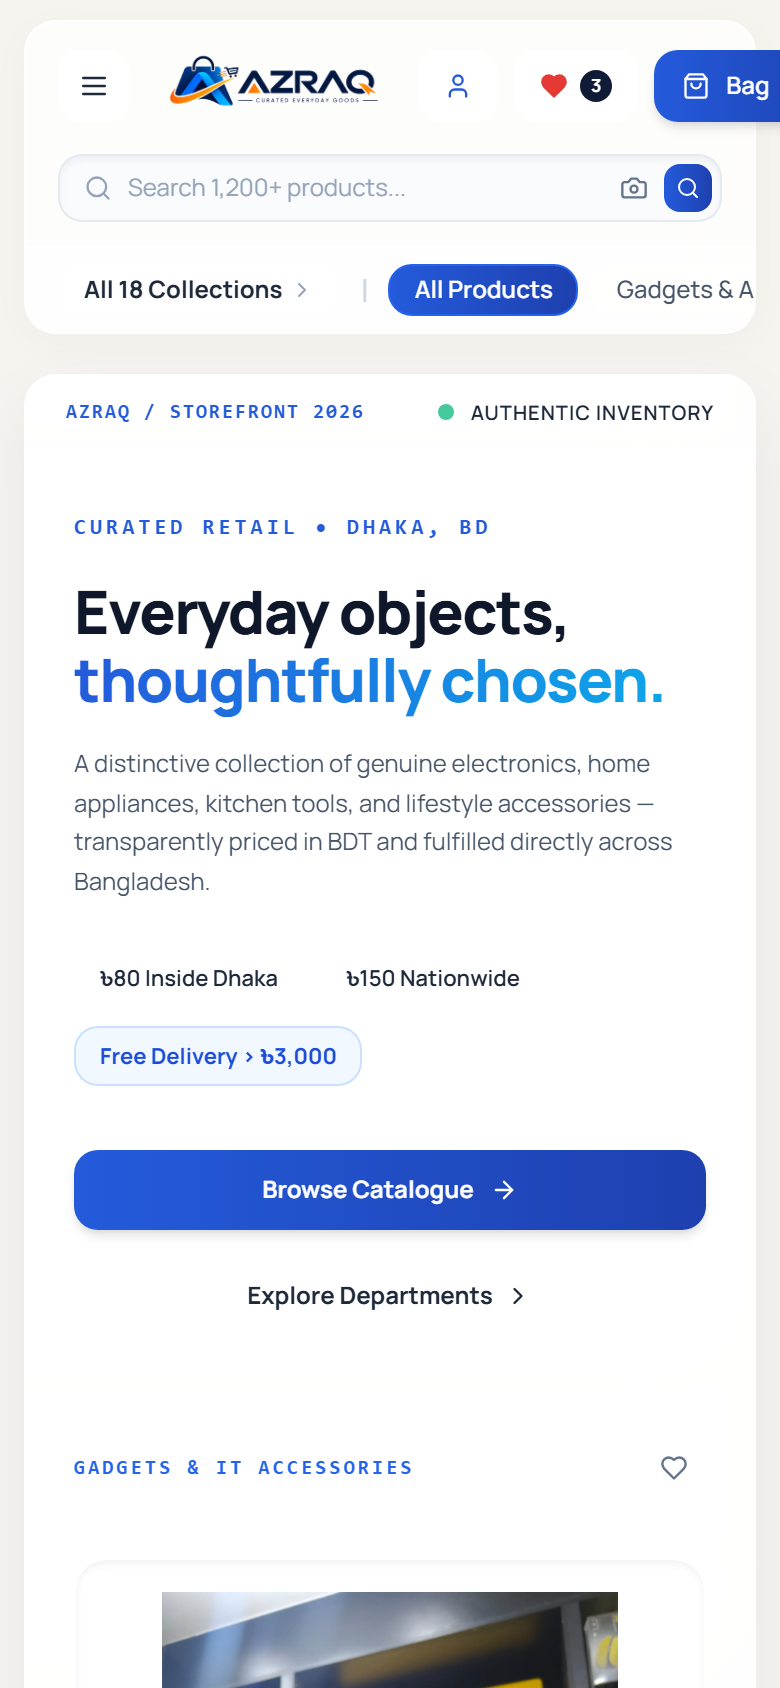 AZRAQ
CURATED EVERYDAY GOODS
3
Bag
Search 1,200+ products...
All 18 Collections
All Products
Gadgets & A
AZRAQ / STOREFRONT 2026
AUTHENTIC INVENTORY
CURATED RETAIL • DHAKA, BD
Everyday objects,
thoughtfully chosen.
A distinctive collection of genuine electronics, home
appliances, kitchen tools, and lifestyle accessories —
transparently priced in BDT and fulfilled directly across
Bangladesh.
৳80 Inside Dhaka
৳150 Nationwide
Free Delivery > ৳3,000
Browse Catalogue
Explore Departments
GADGETS & IT ACCESSORIES